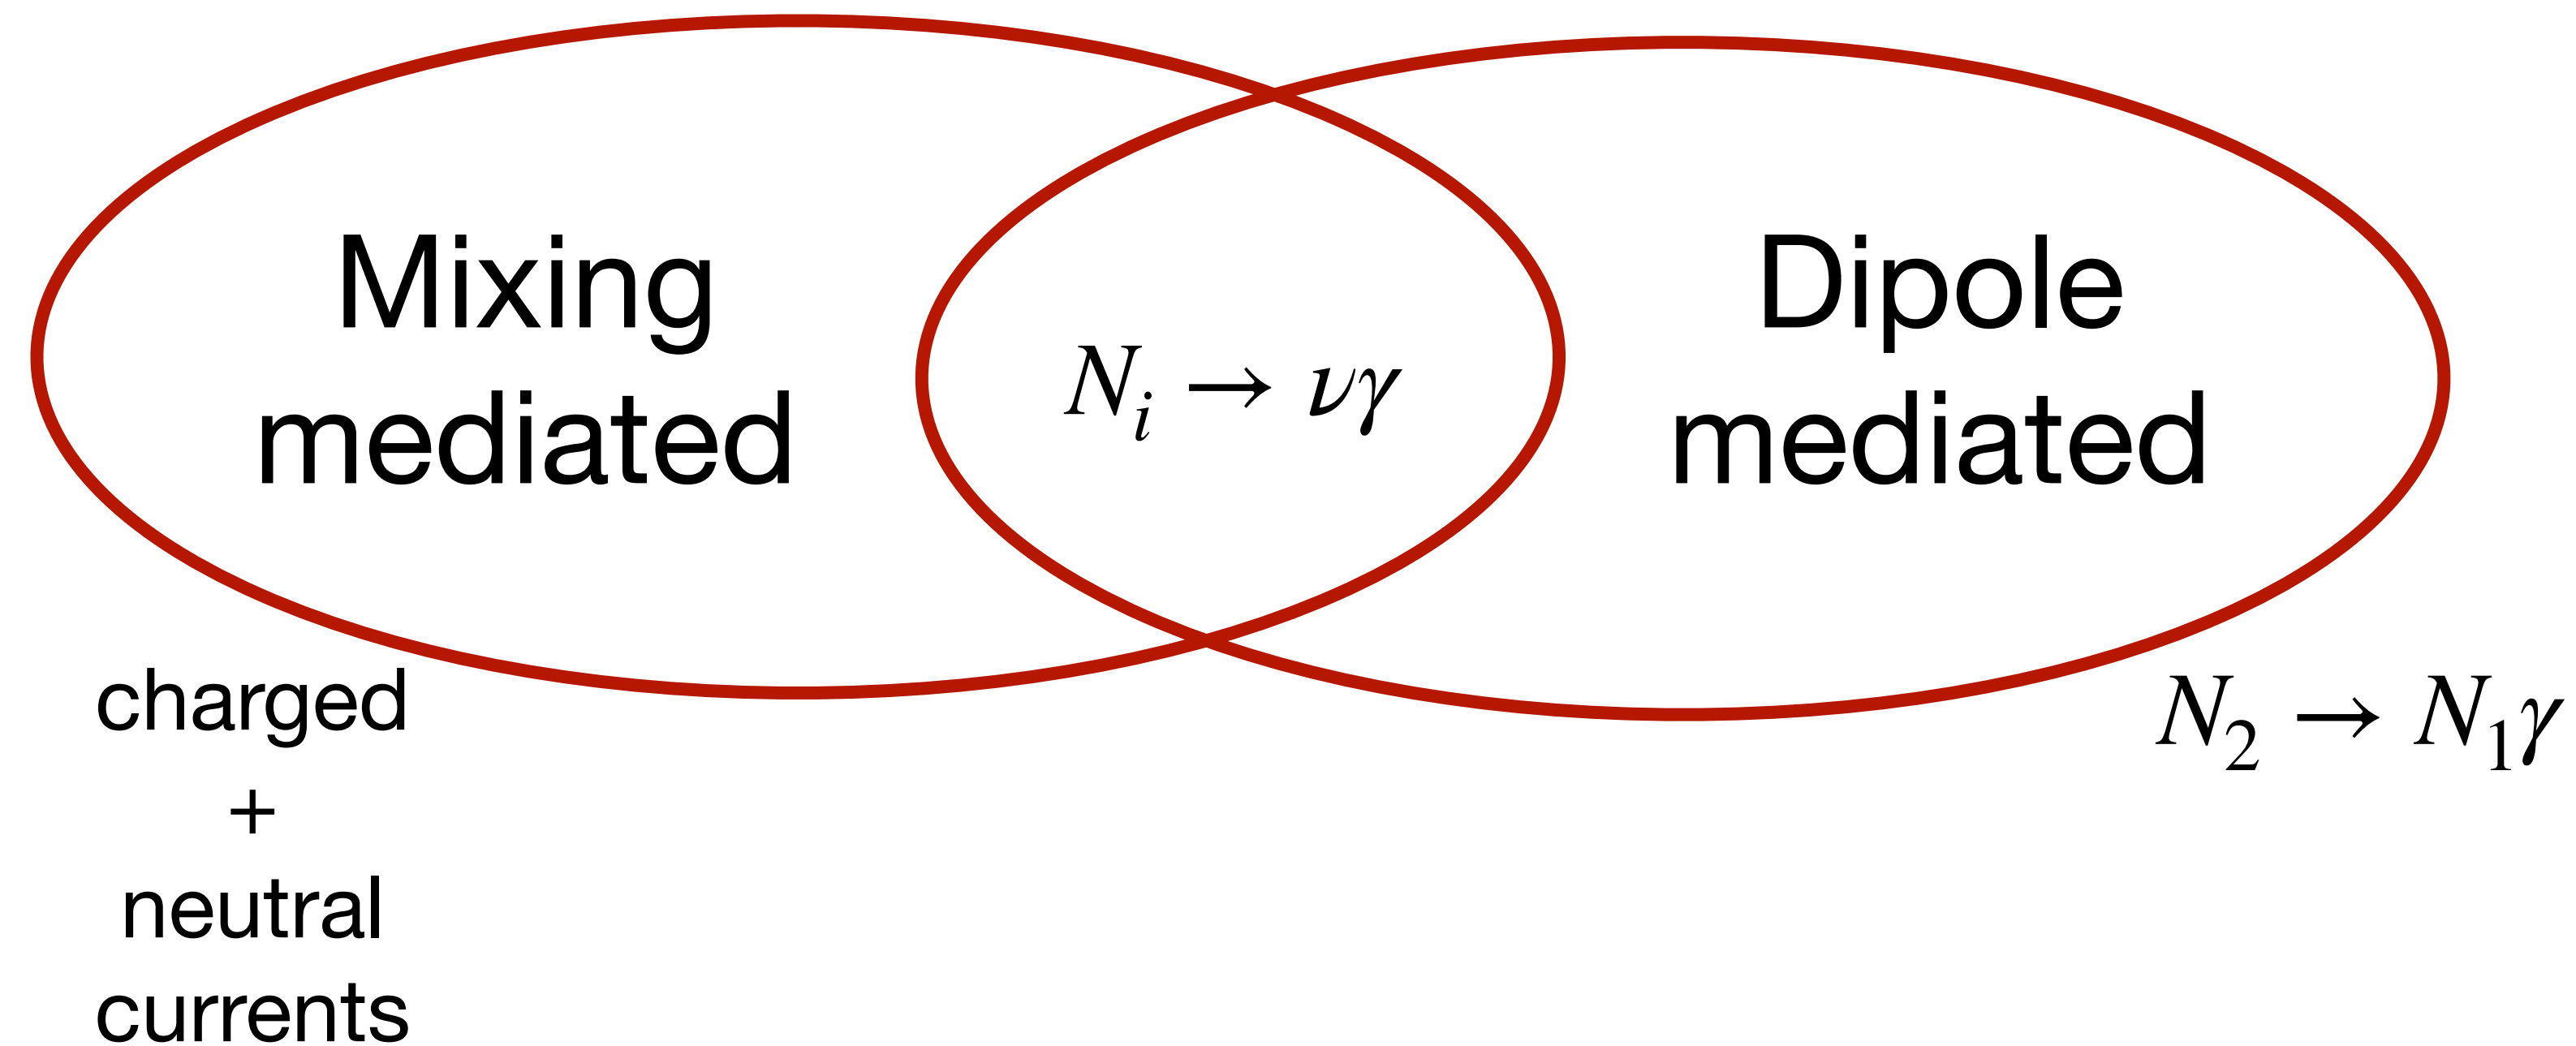 Mixing
mediated
N_i → νγ
Dipole
mediated
charged
+
neutral
currents
N_2 → N_1γ